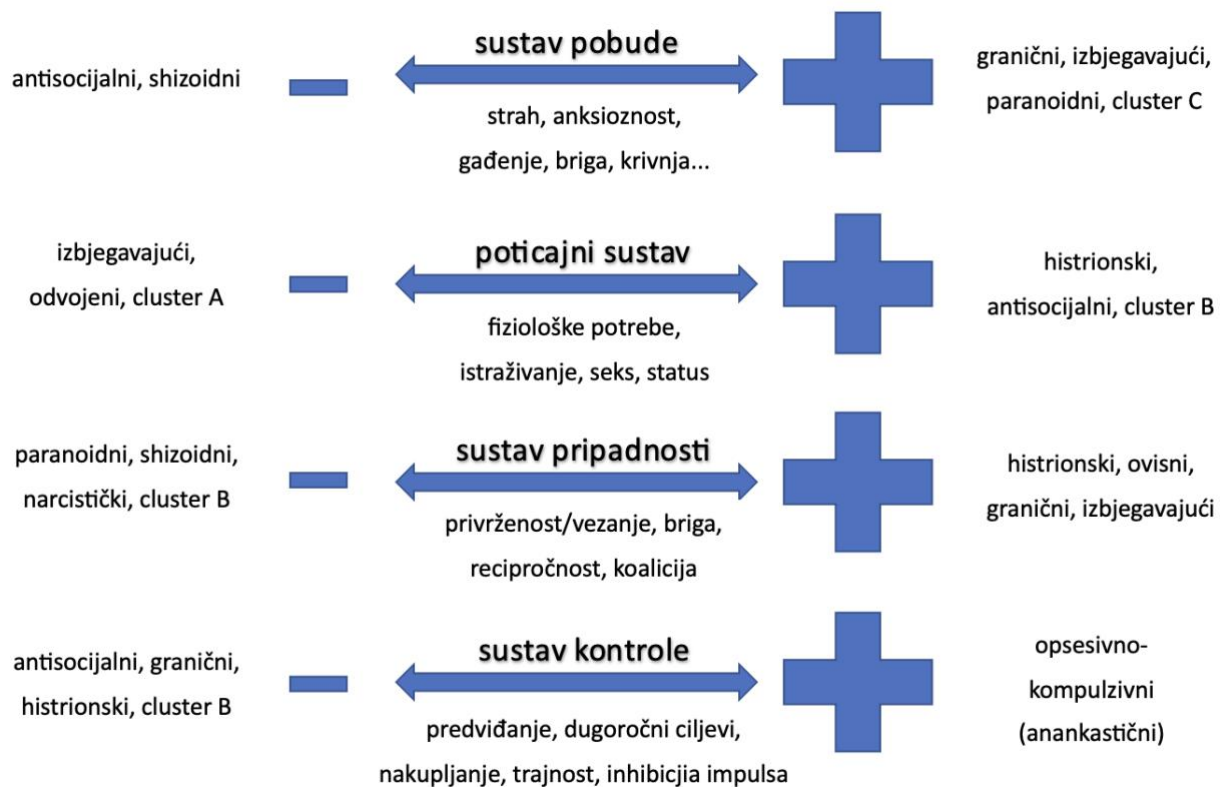 sustav pobude
antisocijalni, shizoidni
granični, izbjegavajući,
paranoidni, cluster C
strah, anksioznost,
gađenje, briga, krivnja...
poticajni sustav
izbjegavajući,
odvojeni, cluster A
histrionski,
antisocijalni, cluster B
fiziološke potrebe,
istraživanje, seks, status
sustav pripadnosti
paranoidni, shizoidni,
narcistički, cluster B
histrionski, ovisni,
granični, izbjegavajući
privrženost/vezanje, briga,
recipročnost, koalicija
sustav kontrole
antisocijalni, granični,
histrionski, cluster B
opsesivno-
kompulzivni
(anankastični)
predviđanje, dugoročni ciljevi,
nakupljanje, trajnost, inhibicjia impulsa